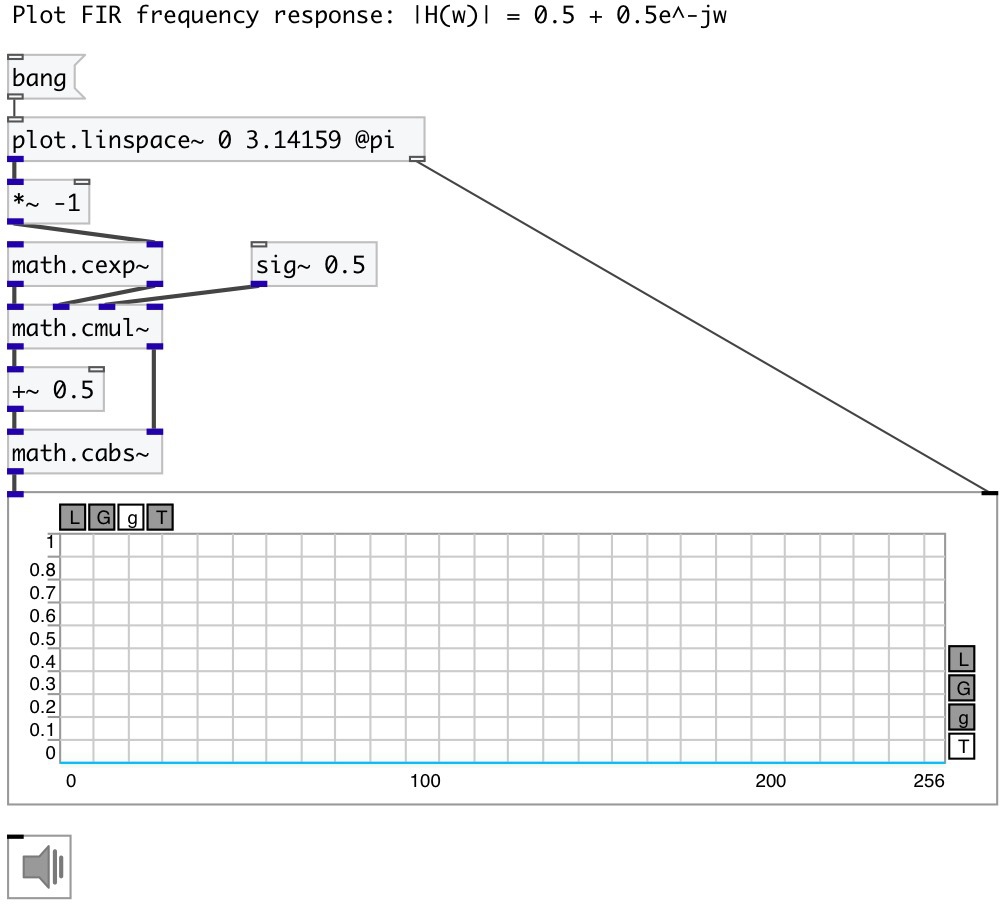 Plot FIR frequency response: |H(w)| = 0.5 + 0.5e^-jw
bang
plot.linspace~ 0 3.14159 @pi
*~ -1
math.cexp~
sig~ 0.5
math.cmul~
+~ 0.5
math.cabs~
L G g T
1
0.8
0.7
0.6
0.5
0.4
0.3
0.2
0.1
0
L
G
g
T
0 100 200 256